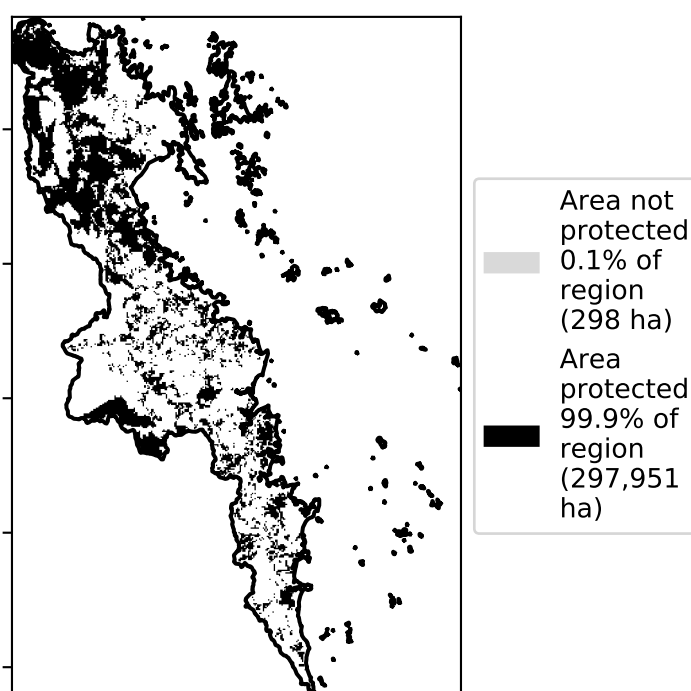 Area not
protected
0.1% of
region
(298 ha)
Area
protected
99.9% of
region
(297,951
ha)